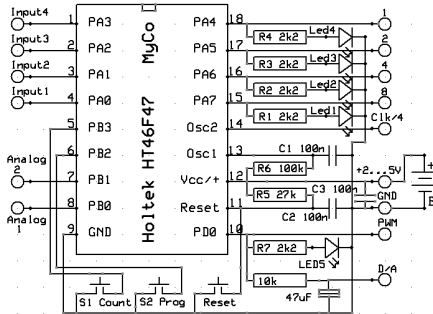 Input4
Input3
Input2
Input1
Analog
2
Analog
1
1
2
3
4
5
6
7
8
9
PA3
PA2
PA1
PA0
PB3
PB2
PB1
PB0
GND
MyCo
Holtek HT46F47
PA4
PA5
PA6
PA7
Osc2
Osc1
Vcc/+
Reset
PD0
18
17
16
15
14
13
12
11
10
R4 2k2
Led4
R3 2k2
Led3
R2 2k2
Led2
R1 2k2
Led1
C1 100n
R6 100k
R5 27k
C3 100n
C2 100n
R7 2k2
LED5
10k
47uF
1
2
4
8
Clk/4
+2...5V
GND
PWM
D/A
+
B
S1 Count
S2 Prog
Reset